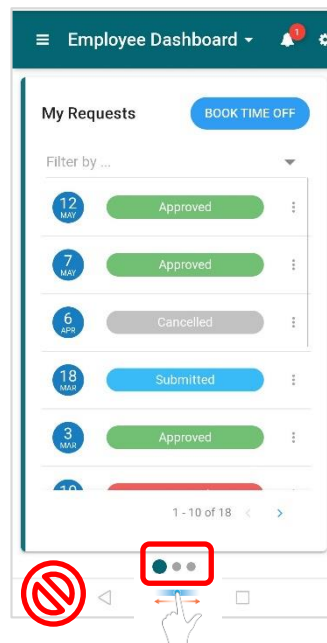 Employee Dashboard
1
My Requests
BOOK TIME OFF
Filter by ...
12
MAY
Approved
7
MAY
Approved
6
APR
Cancelled
18
MAR
Submitted
3
MAR
Approved
1 - 10 of 18